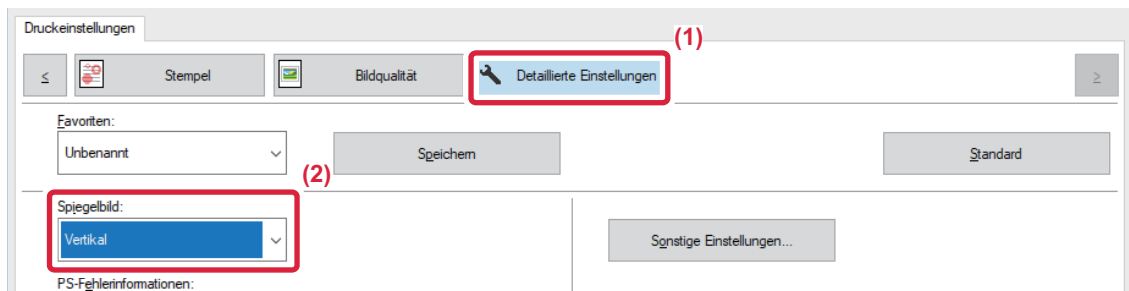 Druckeinstellungen
(1)
< Stempel Bildqualität Detaillierte Einstellungen >
Favoriten:
Unbenannt Speichern Standard
(2)
Spiegelbild:
Vertikal Sonstige Einstellungen...
PS-Fehlerinformationen: